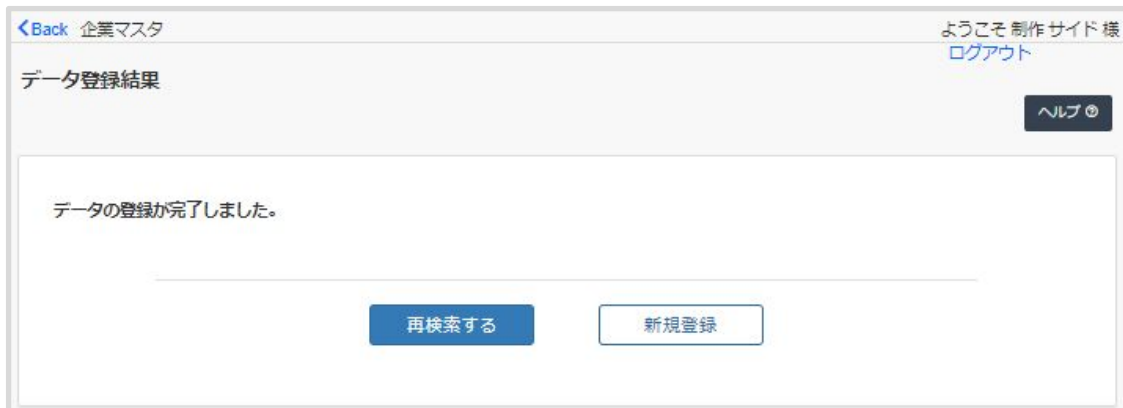 Back 企業マスタ
ようこそ 制作 サイド 様
ログアウト
データ登録結果
ヘルプ ?
データの登録が完了しました。
再検索する
新規登録